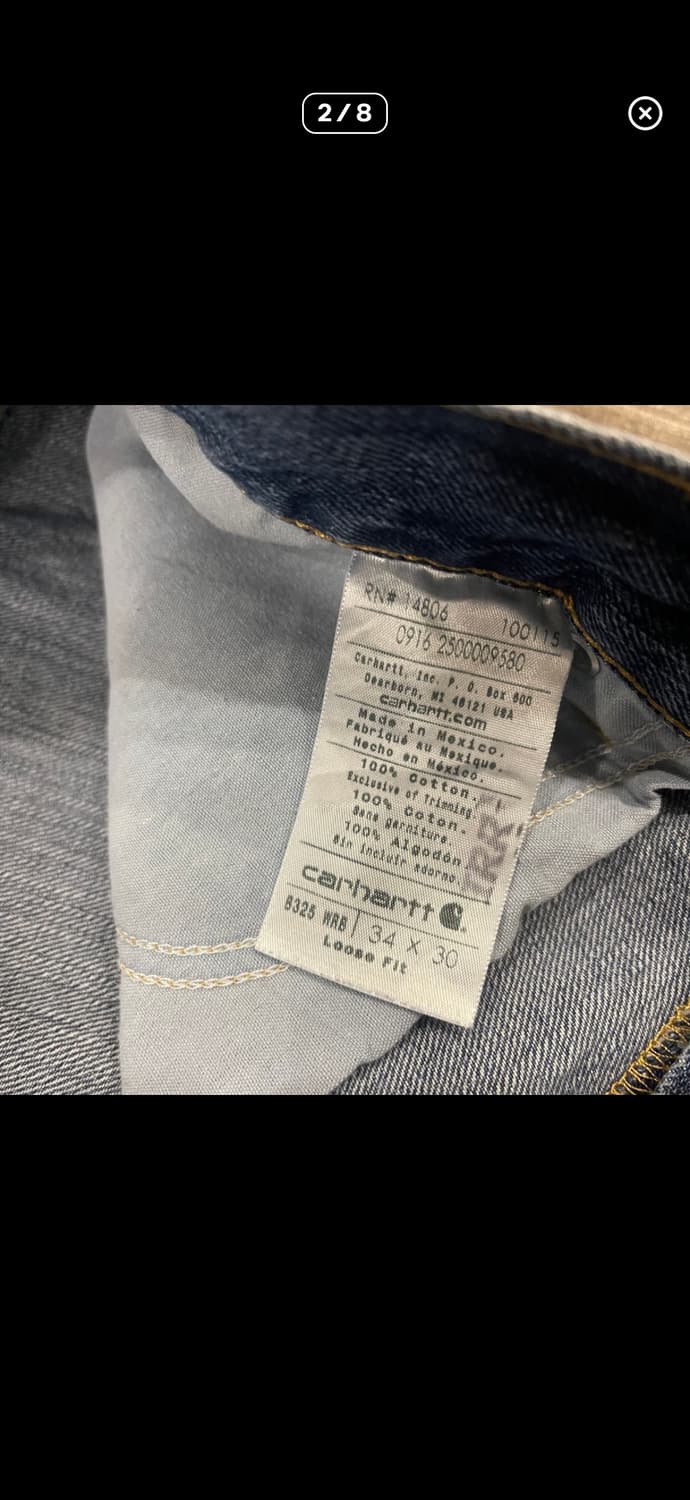 2/8
RN# 14806 100115
0916 2500009580
Carhartt, Inc. P. O. Box 600
Dearborn, MI 48121 USA
carhartt.com
Made in Mexico.
Fabriqué au Mexique.
Hecho en México.
100% Cotton.
Exclusive of Trimming.
100% Coton.
Sans garniture.
100% Algodón
Sin incluir adorno.
carhartt
B325 WRB 34 X 30
Loose Fit